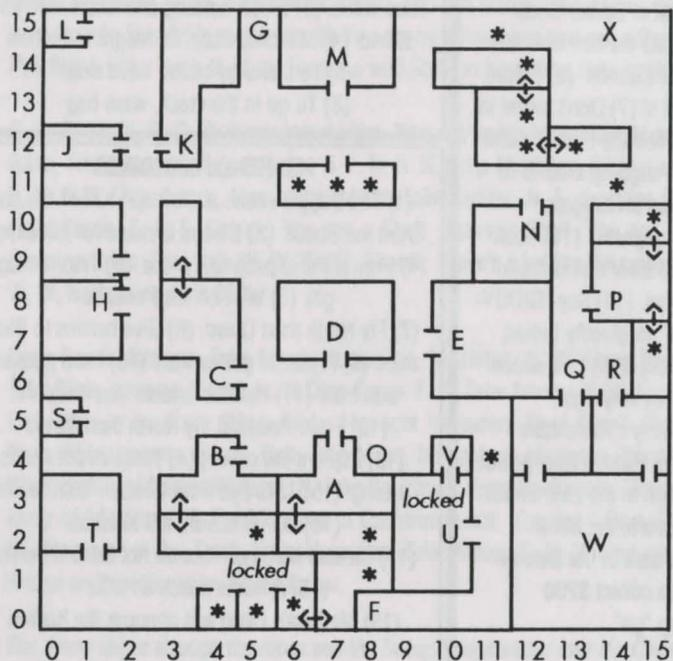 15 L G * X
14 M *
13 *
12 I K * *
11 * * * *
10 N *
9
8 H P
7 D E *
6 C Q R
5 S
4 B O *
3 A locked
2 T * * U W
1 locked *
0 * * * F
0 1 2 3 4 5 6 7 8 9 10 11 12 13 14 15